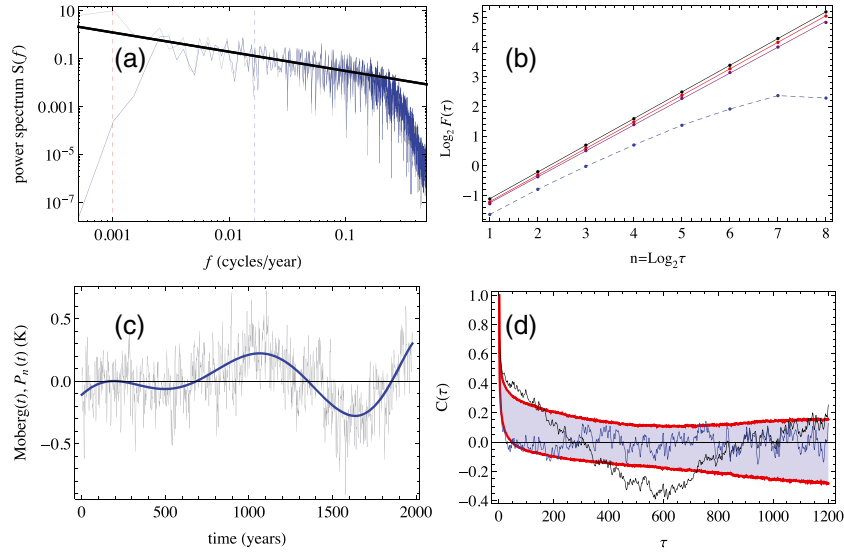 (a)
power spectrum S(f)
10
0.1
0.001
10⁻⁵
10⁻⁷
0.001 0.01 0.1
f (cycles/year)
(b)
Log₂ F(τ)
5
4
3
2
1
0
−1
1 2 3 4 5 6 7 8
n=Log₂τ
(c)
Moberg(t), Pₙ(t) (K)
0.5
0.0
−0.5
0 500 1000 1500 2000
time (years)
(d)
C(τ)
1.0
0.8
0.6
0.4
0.2
0.0
−0.2
−0.4
0 200 400 600 800 1000 1200
τ